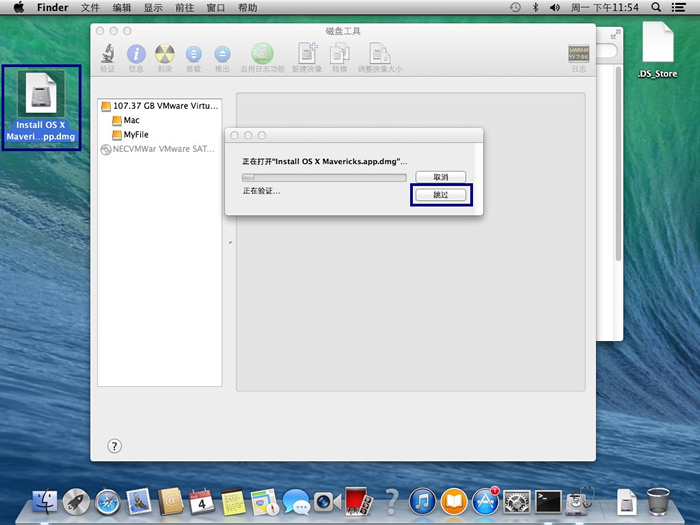 Finder 文件 编辑 显示 前往 窗口 帮助 周一 下午11:54
磁盘工具
验证 信息 刻录 装载 推出 启用日志功能 新建映像 转换 调整映像大小 日志
Install OS X
Maveri...pp.dmg
.DS_Store
107.37 GB VMware Virtu...
Mac
MyFile
NECVMWar VMware SAT...
正在打开“Install OS X Mavericks.app.dmg”...
取消
正在验证...
跳过
?